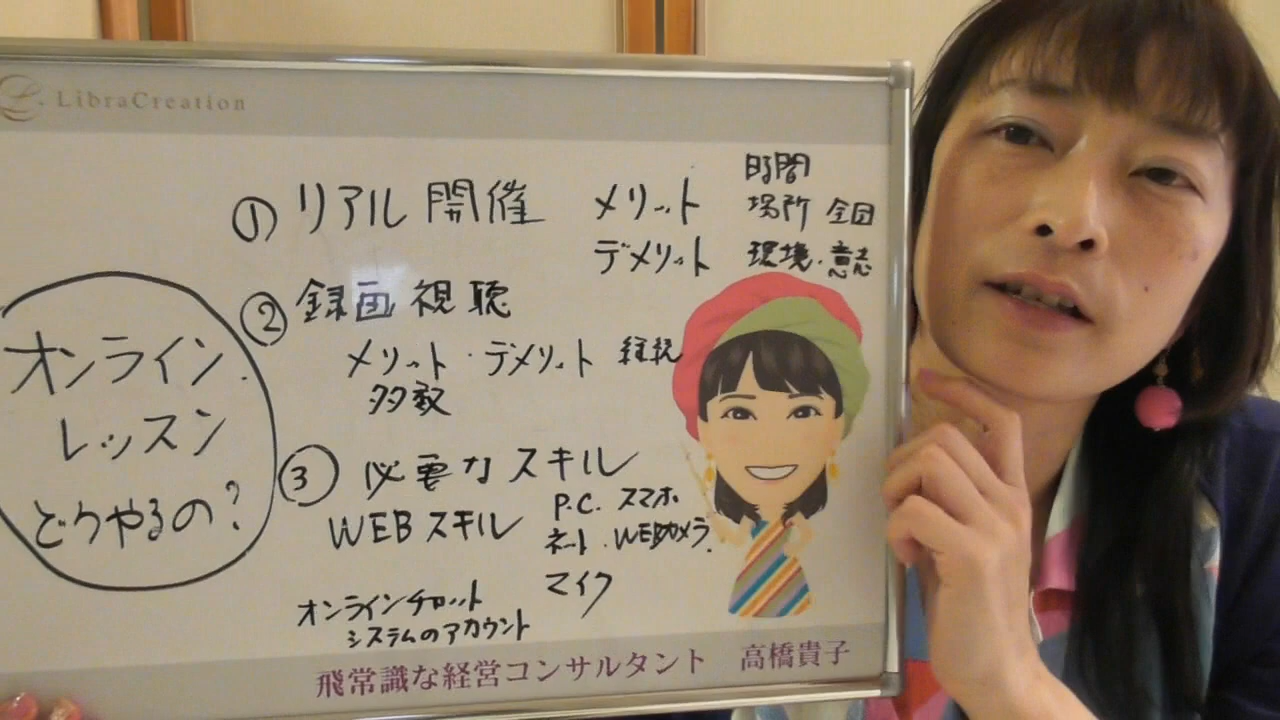 LibraCreation
オンライン
レッスン
どうやるの?
① リアル開催
メリット 時間
場所 全国
デメリット 環境・意志
② 録画視聴
メリット・デメリット 継続
多数
③ 必要なスキル
WEBスキル P.C. スマホ
ネット・WEBカメラ
マイク
オンラインチャット
システムのアカウント
飛常識な経営コンサルタント 高橋貴子